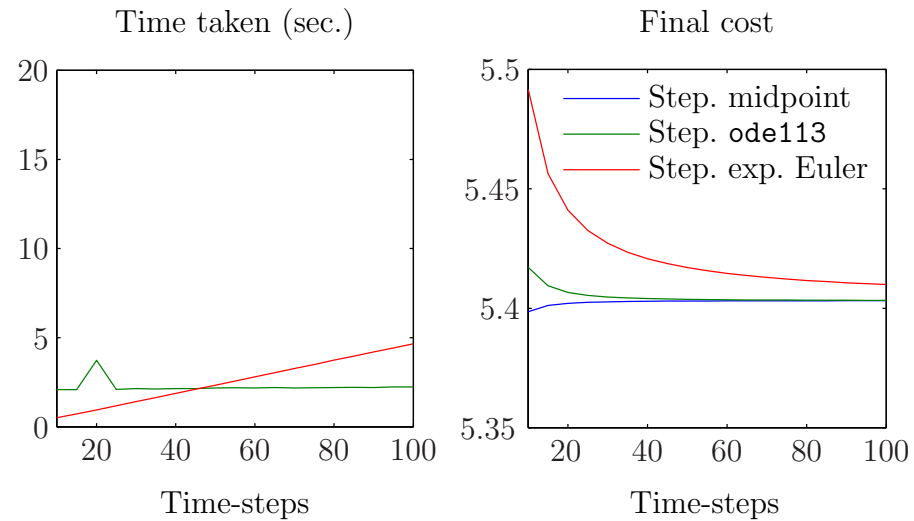 Time taken (sec.)
20
15
10
5
0
20 40 60 80 100
Time-steps
Final cost
5.5
5.45
5.4
5.35
Step. midpoint
Step. ode113
Step. exp. Euler
20 40 60 80 100
Time-steps